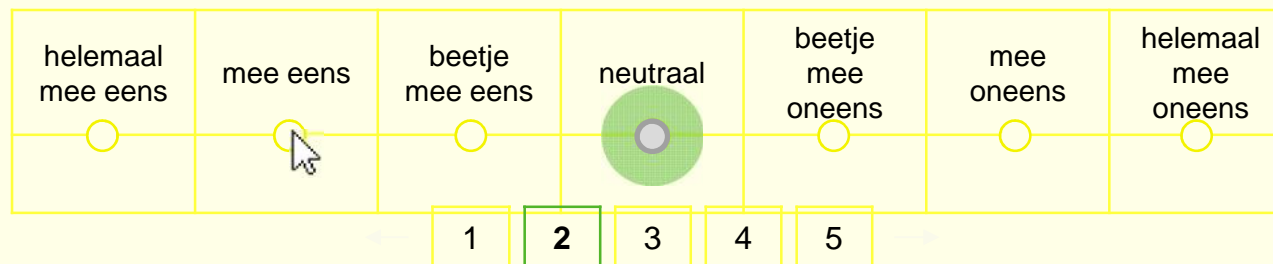 helemaal
mee eens
mee eens
beetje
mee eens
neutraal
beetje
mee
oneens
mee
oneens
helemaal
mee
oneens
1 2 3 4 5